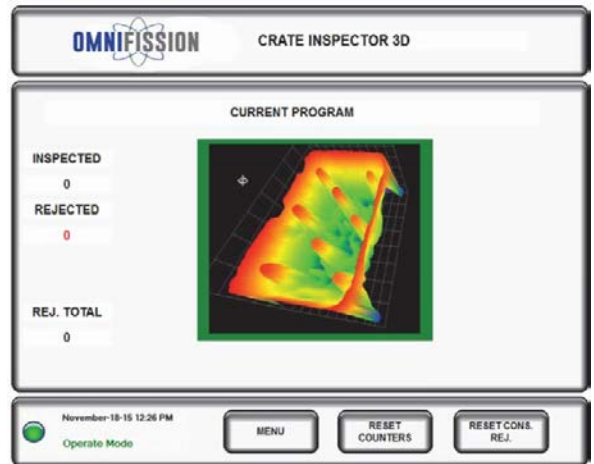 OMNIFISSION
CRATE INSPECTOR 3D
CURRENT PROGRAM
INSPECTED
0
REJECTED
0
REJ. TOTAL
0
November-18-15 12:26 PM
Operate Mode
MENU
RESET
COUNTERS
RESET CONS.
REJ.